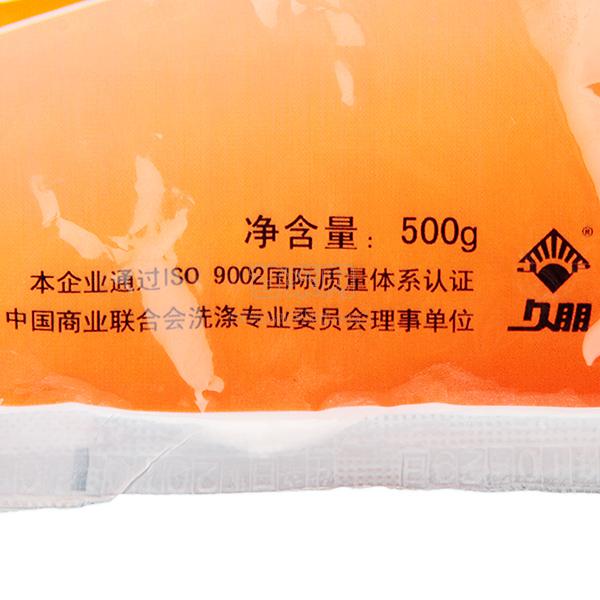 净含量：500g
®
本企业通过ISO 9002国际质量体系认证
久朋
中国商业联合会洗涤专业委员会理事单位